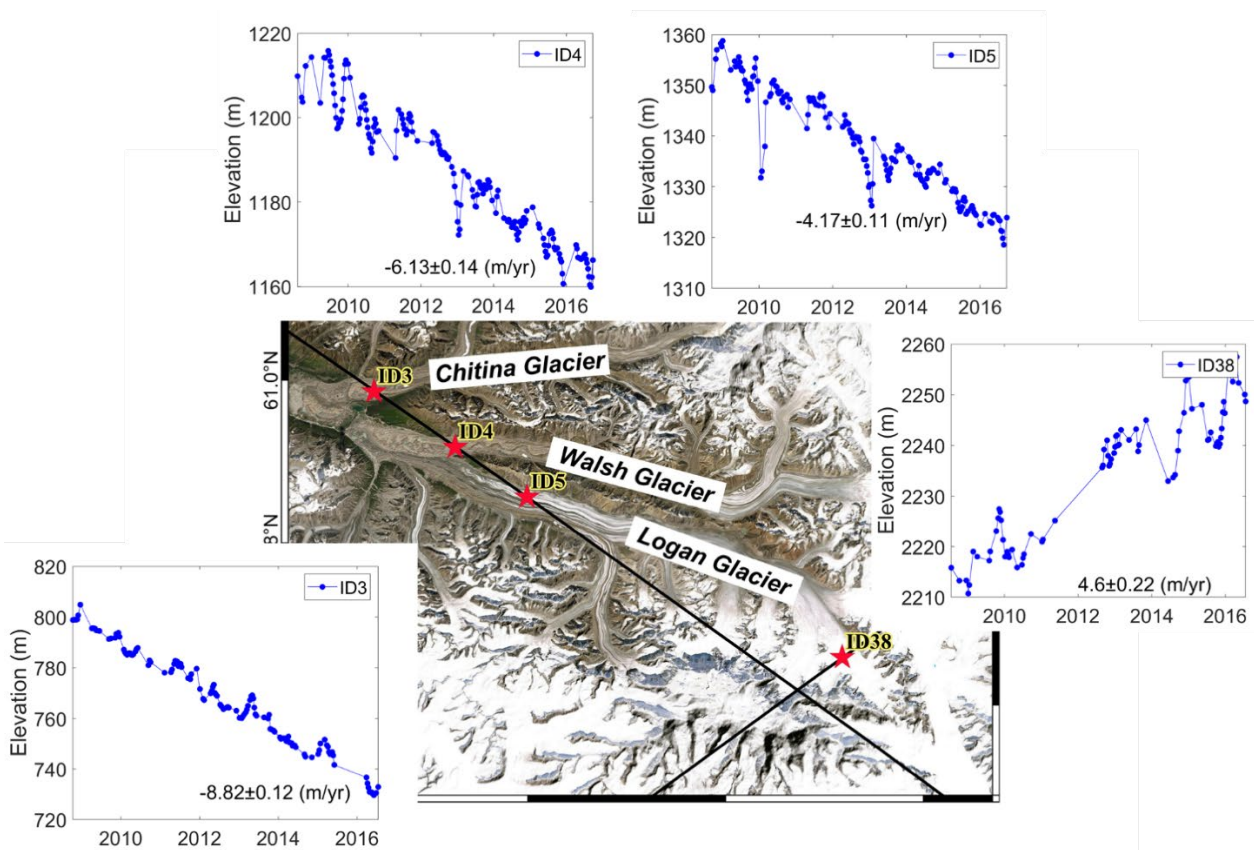 1220
1200
1180
1160
Elevation (m)
2010
2012
2014
2016
ID4
-6.13±0.14 (m/yr)
1360
1350
1340
1330
1320
1310
Elevation (m)
2010
2012
2014
2016
ID5
-4.17±0.11 (m/yr)
61.0°N
8°N
ID3
Chitina Glacier
ID4
Walsh Glacier
ID5
Logan Glacier
ID38
2260
2250
2240
2230
2220
2210
Elevation (m)
2010
2012
2014
2016
ID38
4.6±0.22 (m/yr)
820
800
780
760
740
720
Elevation (m)
2010
2012
2014
2016
ID3
-8.82±0.12 (m/yr)